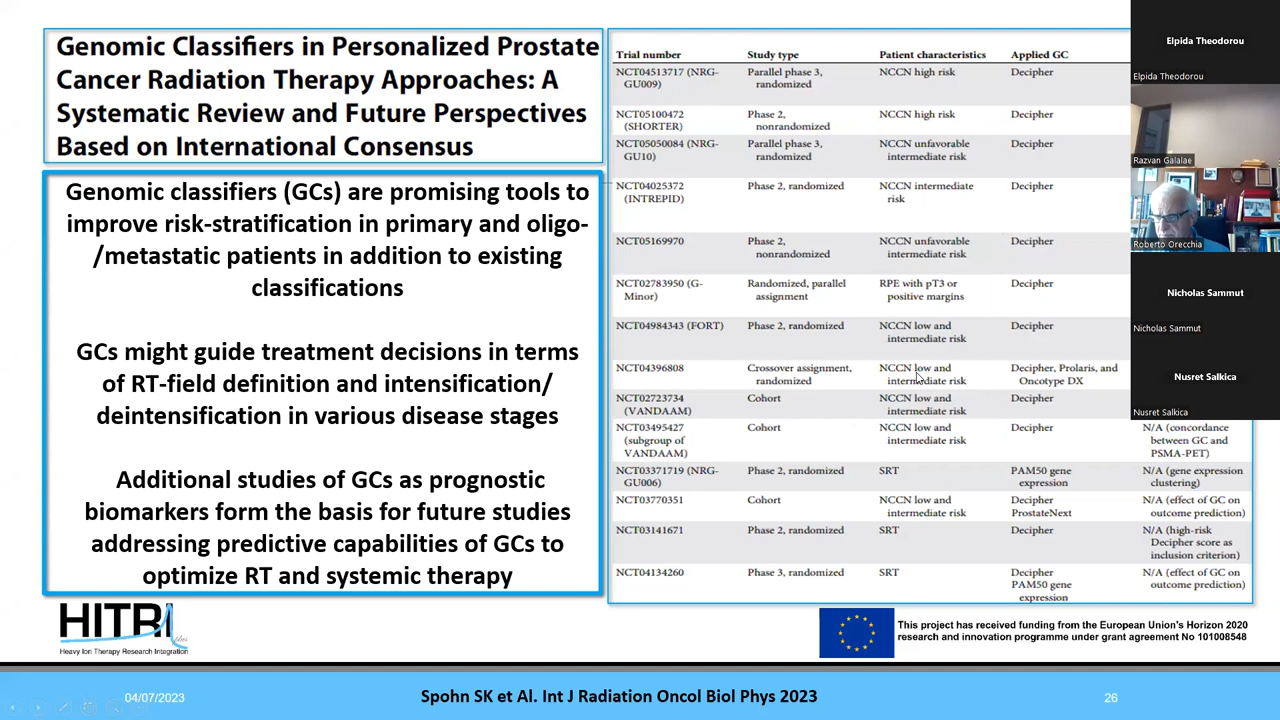 Genomic Classifiers in Personalized Prostate
Cancer Radiation Therapy Approaches: A
Systematic Review and Future Perspectives
Based on International Consensus
Genomic classifiers (GCs) are promising tools to
improve risk-stratification in primary and oligo-
/metastatic patients in addition to existing
classifications
GCs might guide treatment decisions in terms
of RT-field definition and intensification/
deintensification in various disease stages
Additional studies of GCs as prognostic
biomarkers form the basis for future studies
addressing predictive capabilities of GCs to
optimize RT and systemic therapy
Trial number Study type Patient characteristics Applied GC
NCT04513717 (NRG- Parallel phase 3, NCCN high risk Decipher
GU009) randomized
NCT05100472 Phase 2, NCCN high risk Decipher
(SHORTER) nonrandomized
NCT05050084 (NRG- Parallel phase 3, NCCN unfavorable Decipher
GU10) randomized intermediate risk
NCT04025372 Phase 2, randomized NCCN intermediate Decipher
(INTREPID) risk
NCT05169970 Phase 2, NCCN unfavorable Decipher
nonrandomized intermediate risk
NCT02783950 (G- Randomized, parallel RPE with pT3 or Decipher
Minor) assignment positive margins
NCT04984343 (FORT) Phase 2, randomized NCCN low and Decipher
intermediate risk
NCT04396808 Crossover assignment, NCCN low and Decipher, Prolaris, and
randomized intermediate risk Oncotype DX
NCT02723734 Cohort NCCN low and Decipher
(VANDAAM) intermediate risk
NCT03495427 Cohort NCCN low and Decipher N/A (concordance
(subgroup of intermediate risk between GC and
VANDAAM) PSMA-PET)
NCT03371719 (NRG- Phase 2, randomized SRT PAM50 gene N/A (gene expression
GU006) expression clustering)
NCT03770351 Cohort NCCN low and Decipher N/A (effect of GC on
intermediate risk ProstateNext outcome prediction)
NCT03141671 Phase 2, randomized SRT Decipher N/A (high-risk
Decipher score as
inclusion criterion)
NCT04134260 Phase 3, randomized SRT Decipher N/A (effect of GC on
PAM50 gene outcome prediction)
expression
Elpida Theodorou
Elpida Theodorou
Razvan Galalae
Roberto Orecchia
Nicholas Sammut
Nicholas Sammut
Nusret Salkica
Nusret Salkica
HITRI
plus
Heavy Ion Therapy Research Integration
This project has received funding from the European Union's Horizon 2020
research and innovation programme under grant agreement No 101008548
04/07/2023
Spohn SK et Al. Int J Radiation Oncol Biol Phys 2023
26